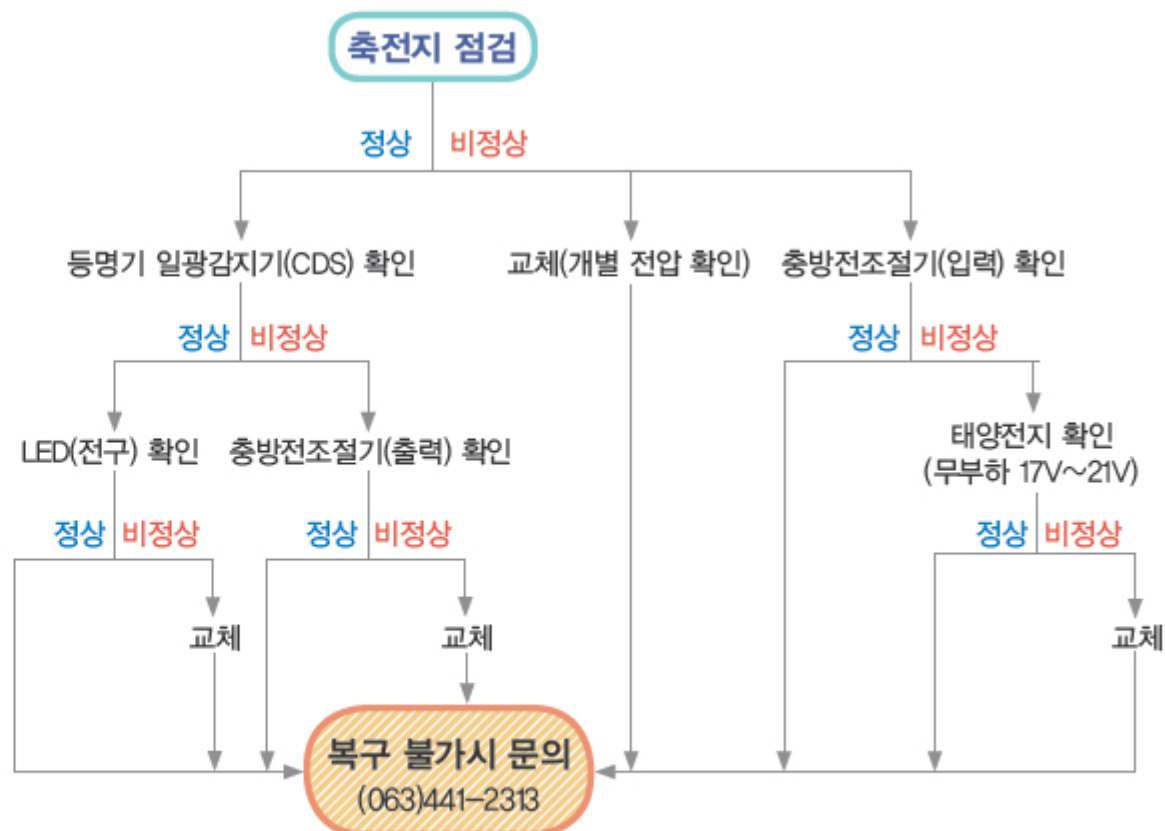 축전지 점검
정상 비정상
등명기 일광감지기(CDS) 확인 교체(개별 전압 확인) 충방전조절기(입력) 확인
정상 비정상 정상 비정상
LED(전구) 확인 충방전조절기(출력) 확인 태양전지 확인
(무부하 17V~21V)
정상 비정상 정상 비정상 정상 비정상
교체 교체 교체
복구 불가시 문의
(063)441-2313